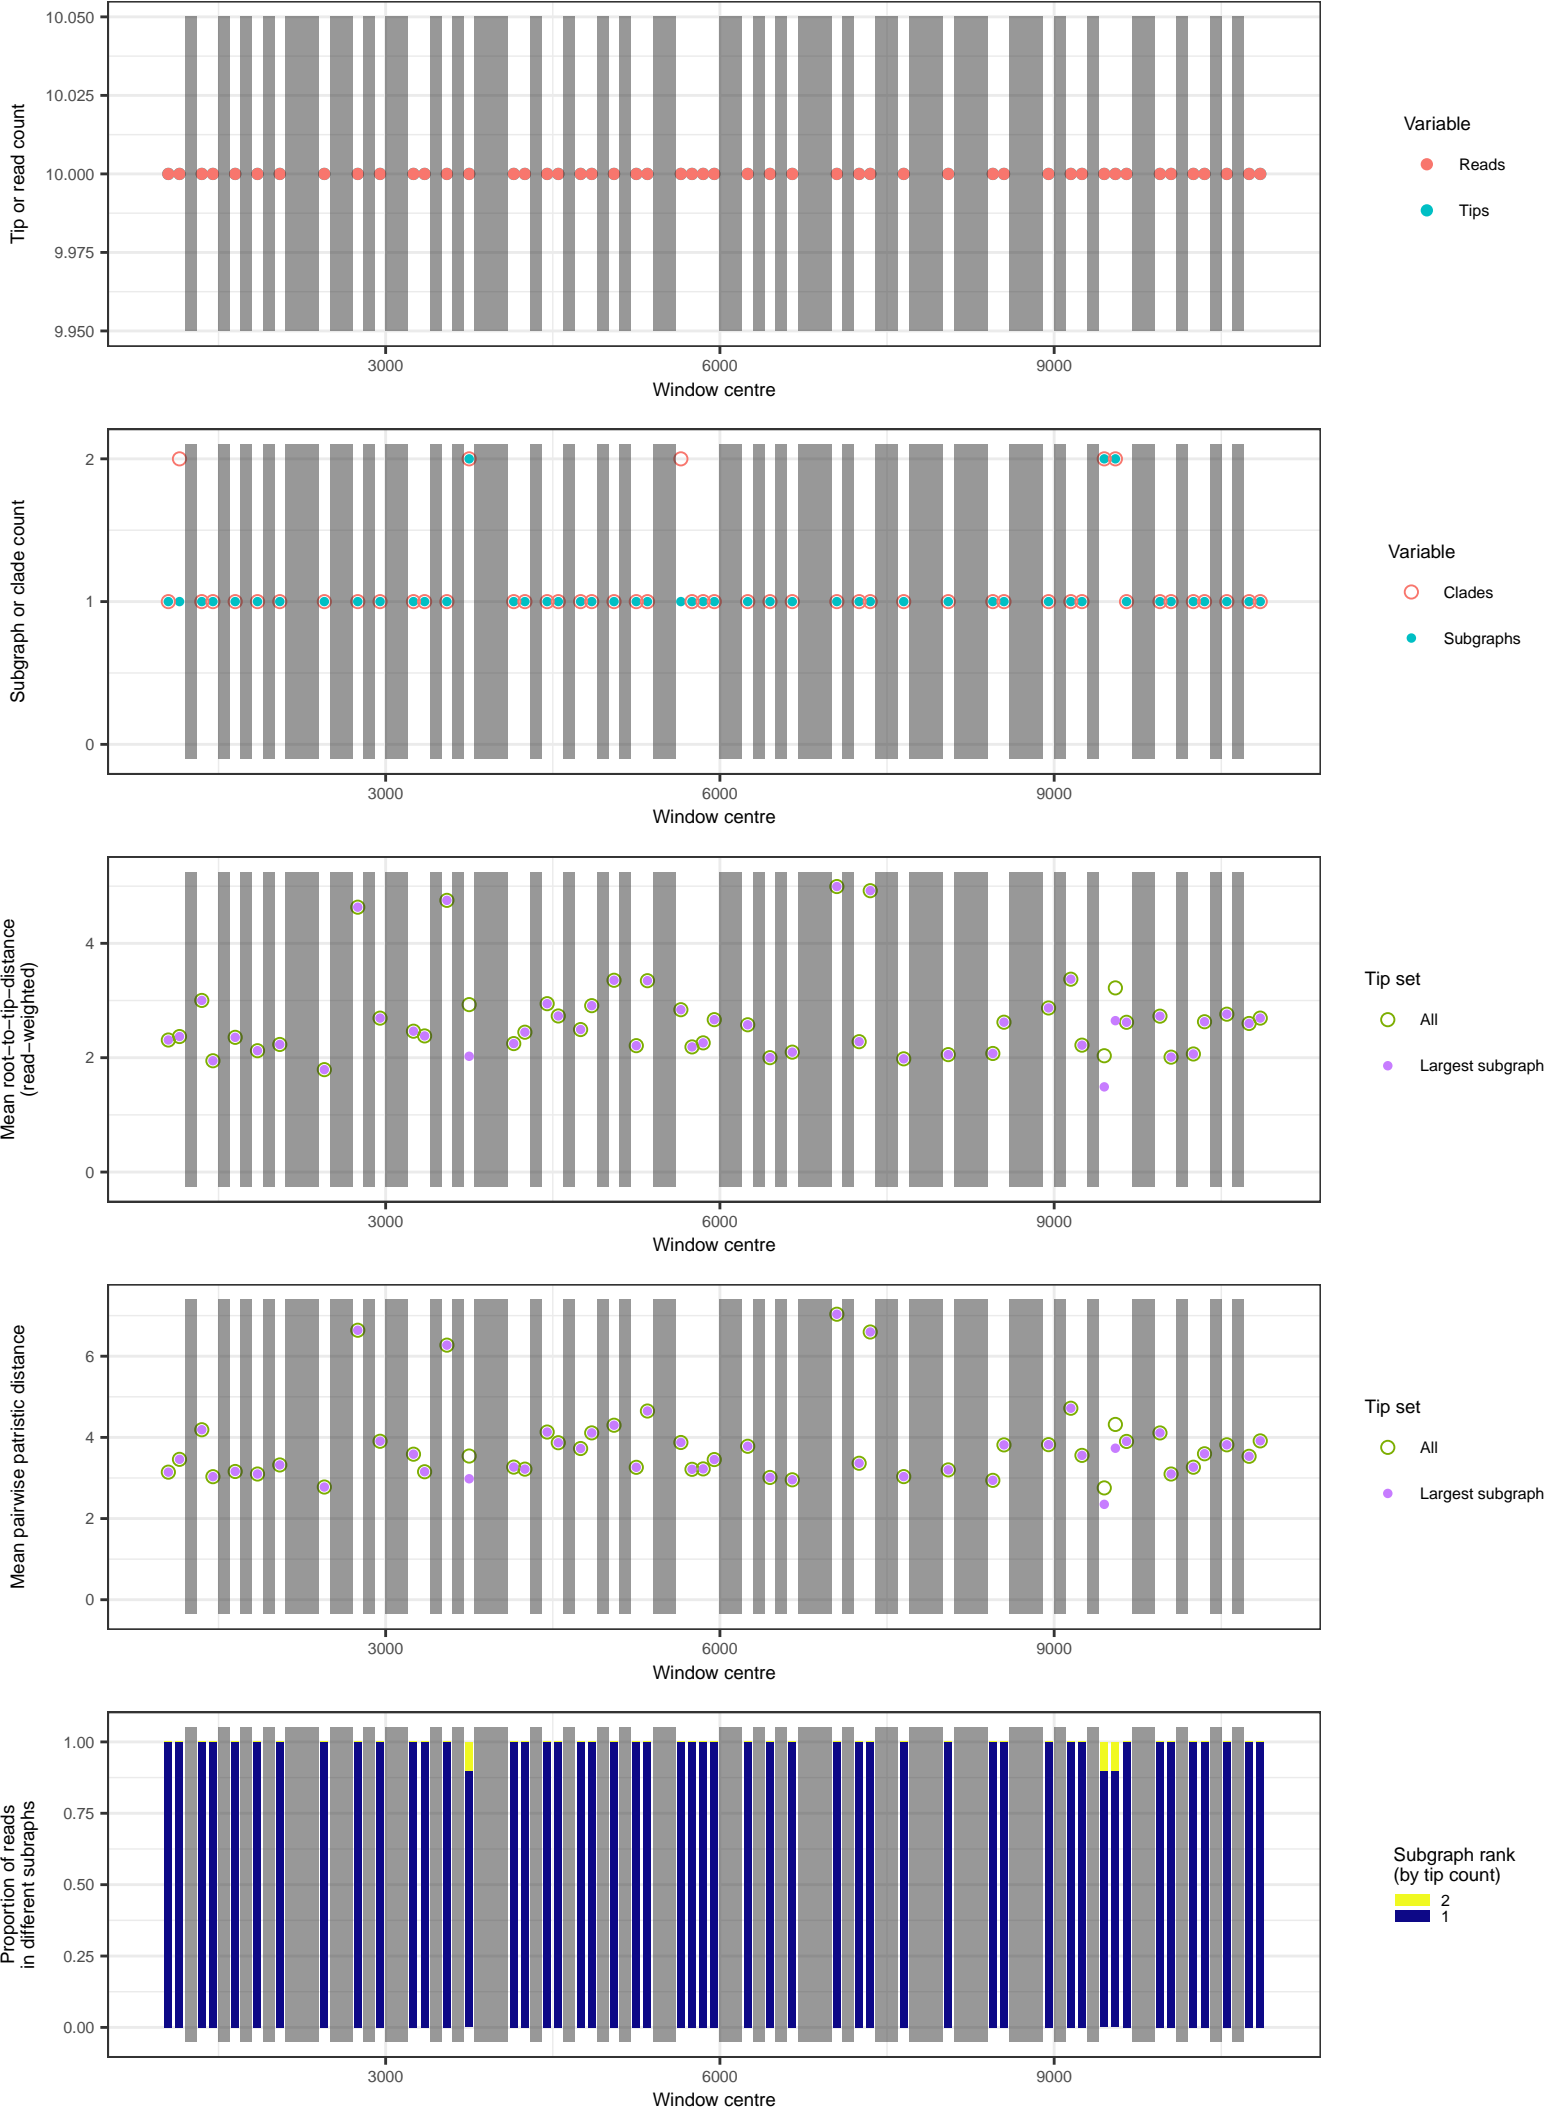 10.050
10.025
10.000
9.975
9.950
Tip or read count
3000
6000
9000
Window centre
Variable
Reads
Tips
2
1
0
Subgraph or clade count
3000
6000
9000
Window centre
Variable
Clades
Subgraphs
4
2
0
Mean root−to−tip−distance
(read−weighted)
3000
6000
9000
Window centre
Tip set
All
Largest subgraph
6
4
2
0
Mean pairwise patristic distance
3000
6000
9000
Window centre
Tip set
All
Largest subgraph
1.00
0.75
0.50
0.25
0.00
Proportion of reads
in different subraphs
3000
6000
9000
Window centre
Subgraph rank
(by tip count)
2
1